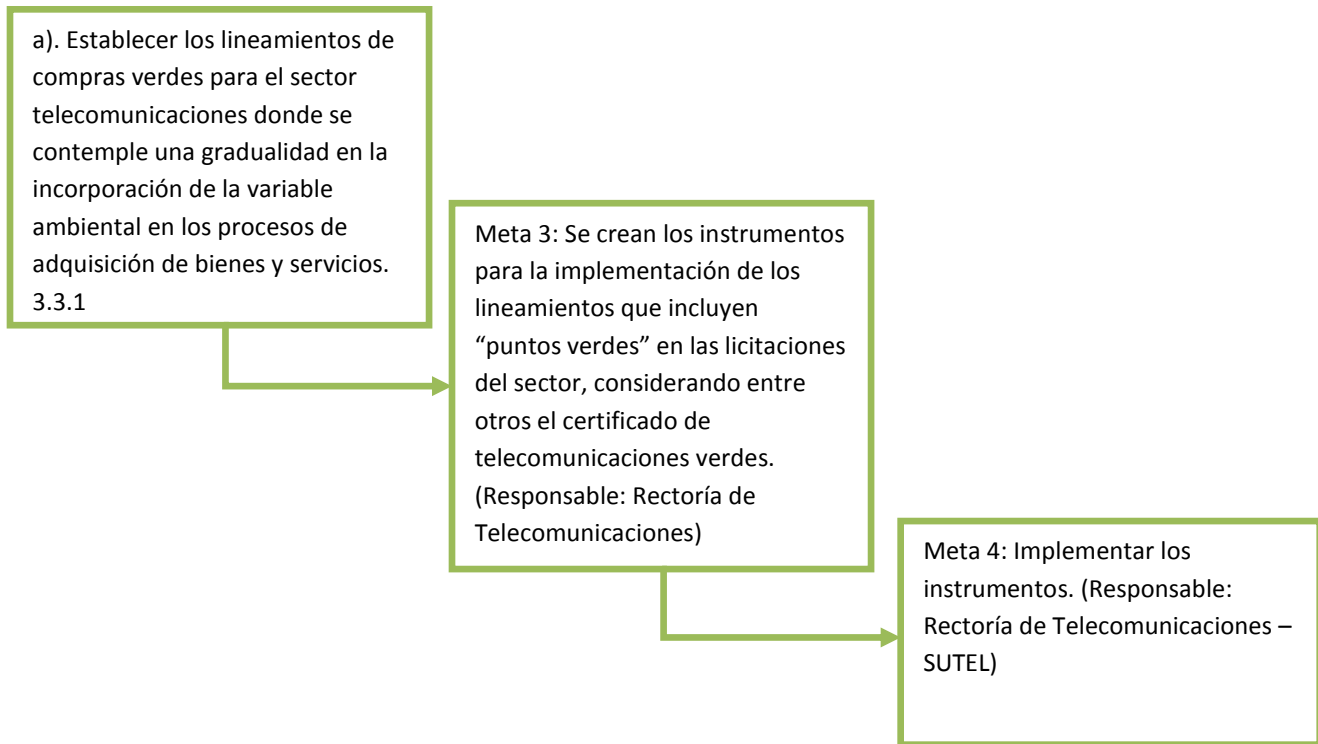 a). Establecer los lineamientos de
compras verdes para el sector
telecomunicaciones donde se
contemple una gradualidad en la
incorporación de la variable
ambiental en los procesos de
adquisición de bienes y servicios.
3.3.1
Meta 3: Se crean los instrumentos
para la implementación de los
lineamientos que incluyen
“puntos verdes” en las licitaciones
del sector, considerando entre
otros el certificado de
telecomunicaciones verdes.
(Responsable: Rectoría de
Telecomunicaciones)
Meta 4: Implementar los
instrumentos. (Responsable:
Rectoría de Telecomunicaciones –
SUTEL)